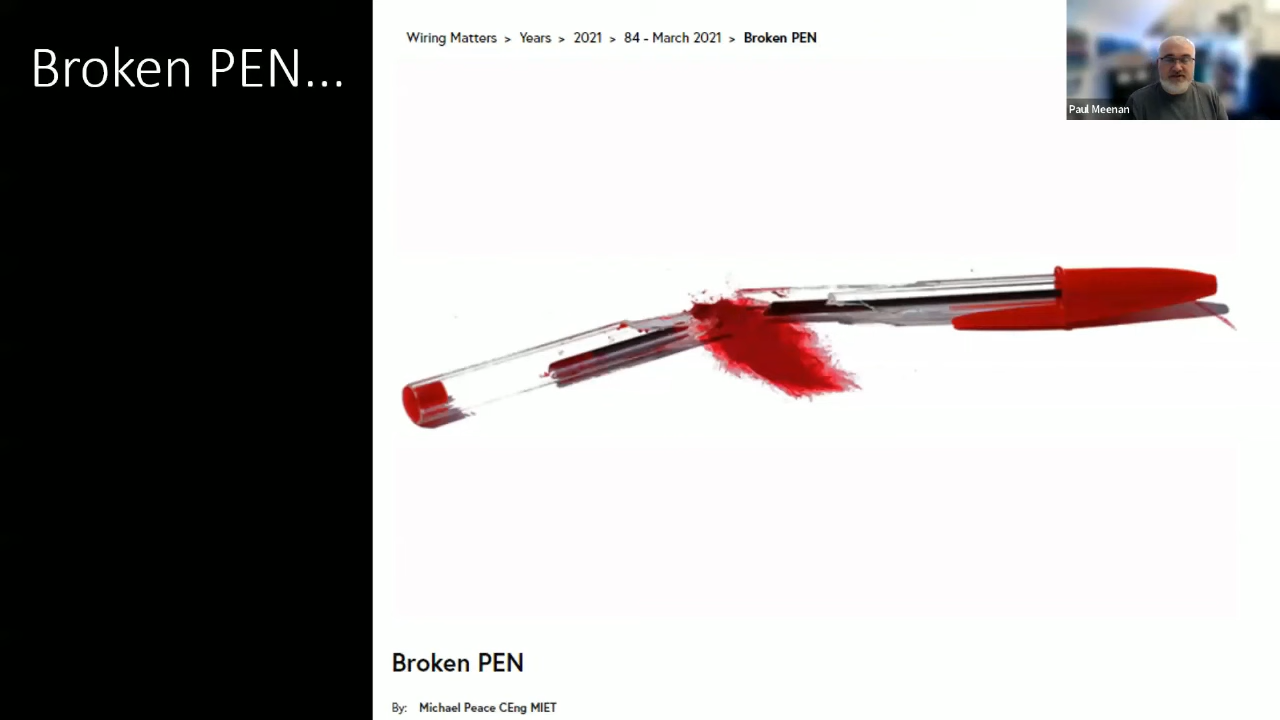 Broken PEN...
Wiring Matters > Years > 2021 > 84 - March 2021 > Broken PEN
Paul Meenan
Broken PEN
By: Michael Peace CEng MIET